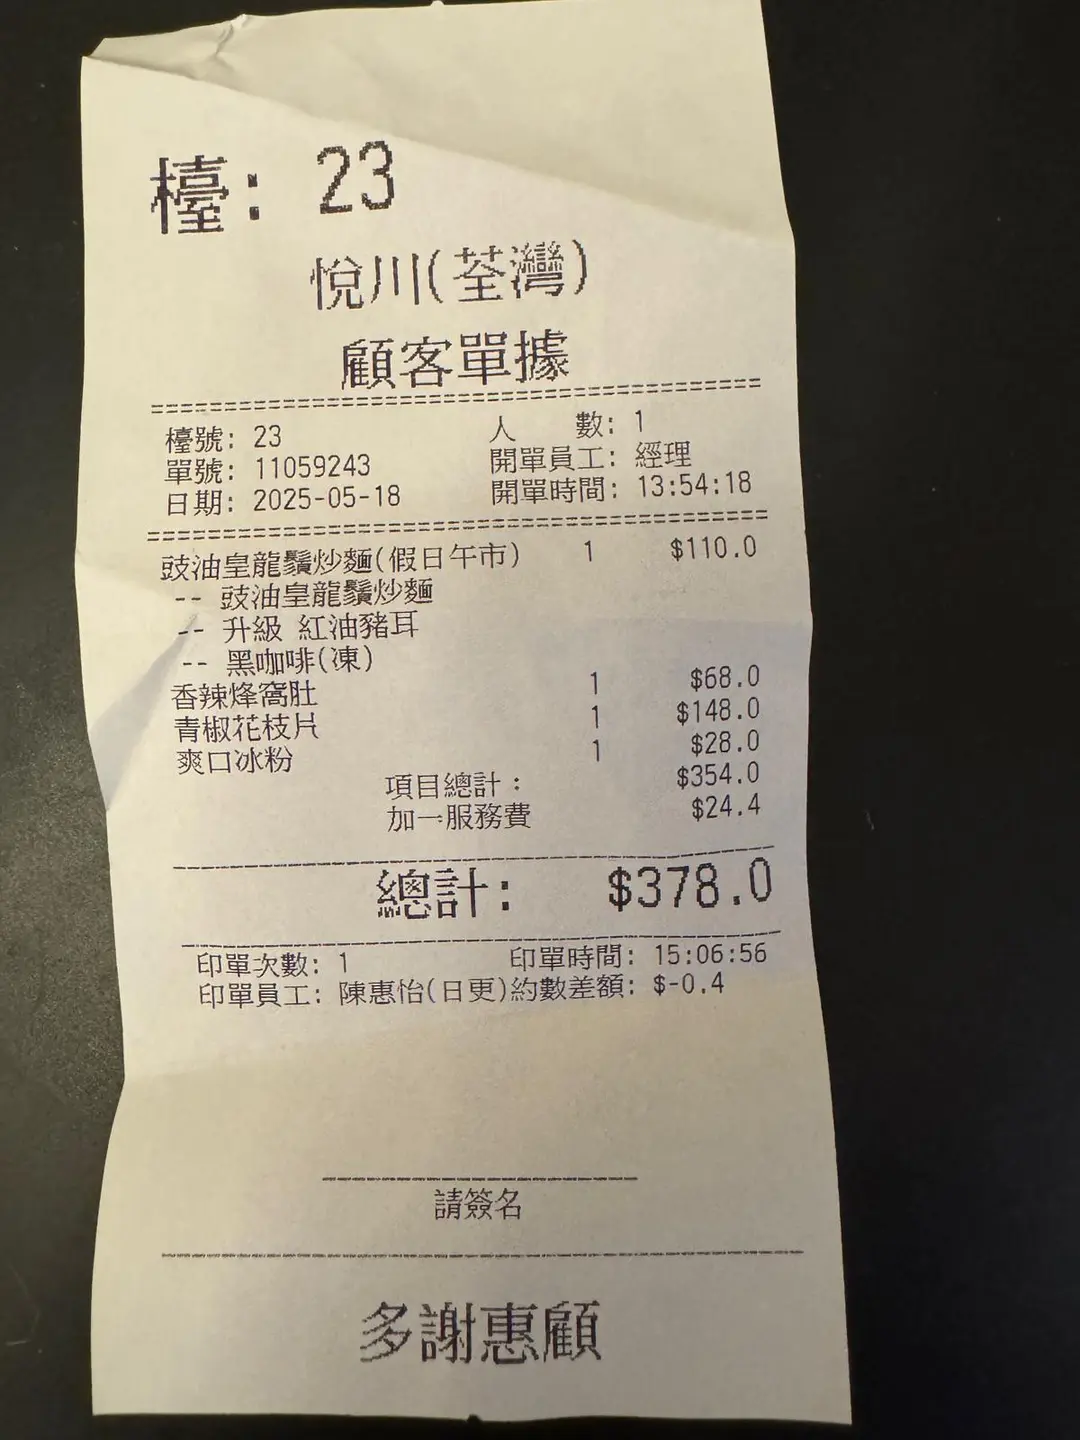 檯: 23
悅川(荃灣)
顧客單據
檯號: 23 人 數: 1
單號: 11059243 開單員工: 經理
日期: 2025-05-18 開單時間: 13:54:18
豉油皇龍鬚炒麵(假日午市) 1 $110.0
-- 豉油皇龍鬚炒麵
-- 升級 紅油豬耳
-- 黑咖啡(凍)
香辣烽窩肚 1 $68.0
青椒花枝片 1 $148.0
爽口冰粉 1 $28.0
項目總計: $354.0
加一服務費 $24.4
總計: $378.0
印單次數: 1 印單時間: 15:06:56
印單員工: 陳惠怡(日更)約數差額: $-0.4
請簽名
多謝惠顧